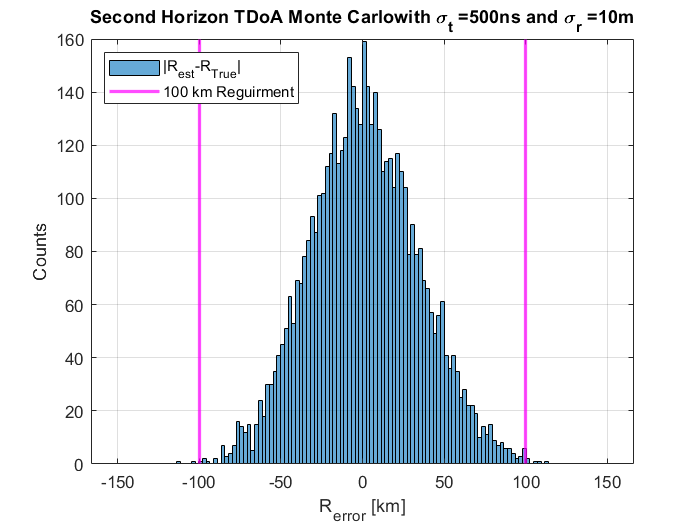 Second Horizon TDoA Monte Carlowith σt =500ns and σr =10m
|Rest-RTrue|
100 km Reguirment
160
140
120
100
80
60
40
20
0
Counts
-150 -100 -50 0 50 100 150
Rerror [km]